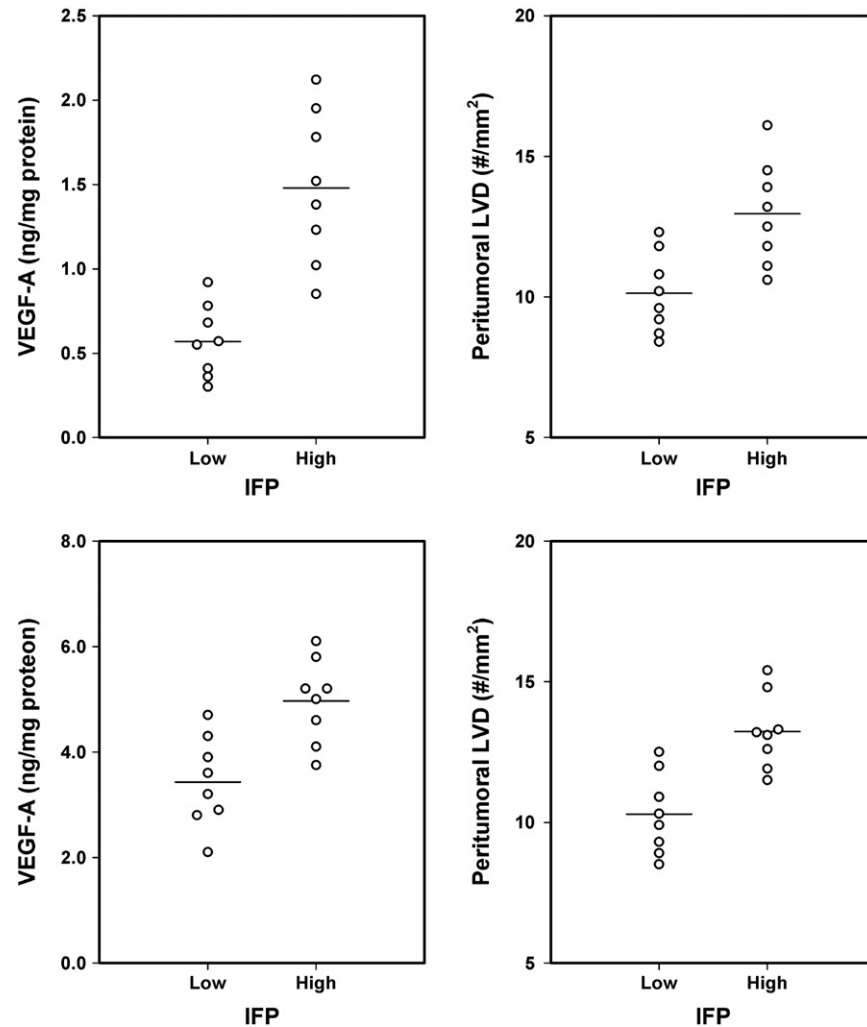 VEGF-A (ng/mg protein)
2.5
2.0
1.5
1.0
0.5
0.0
Low High
IFP
Peritumoral LVD (#/mm²)
20
15
10
5
Low High
IFP
VEGF-A (ng/mg proteon)
8.0
6.0
4.0
2.0
0.0
Low High
IFP
Peritumoral LVD (#/mm²)
20
15
10
5
Low High
IFP